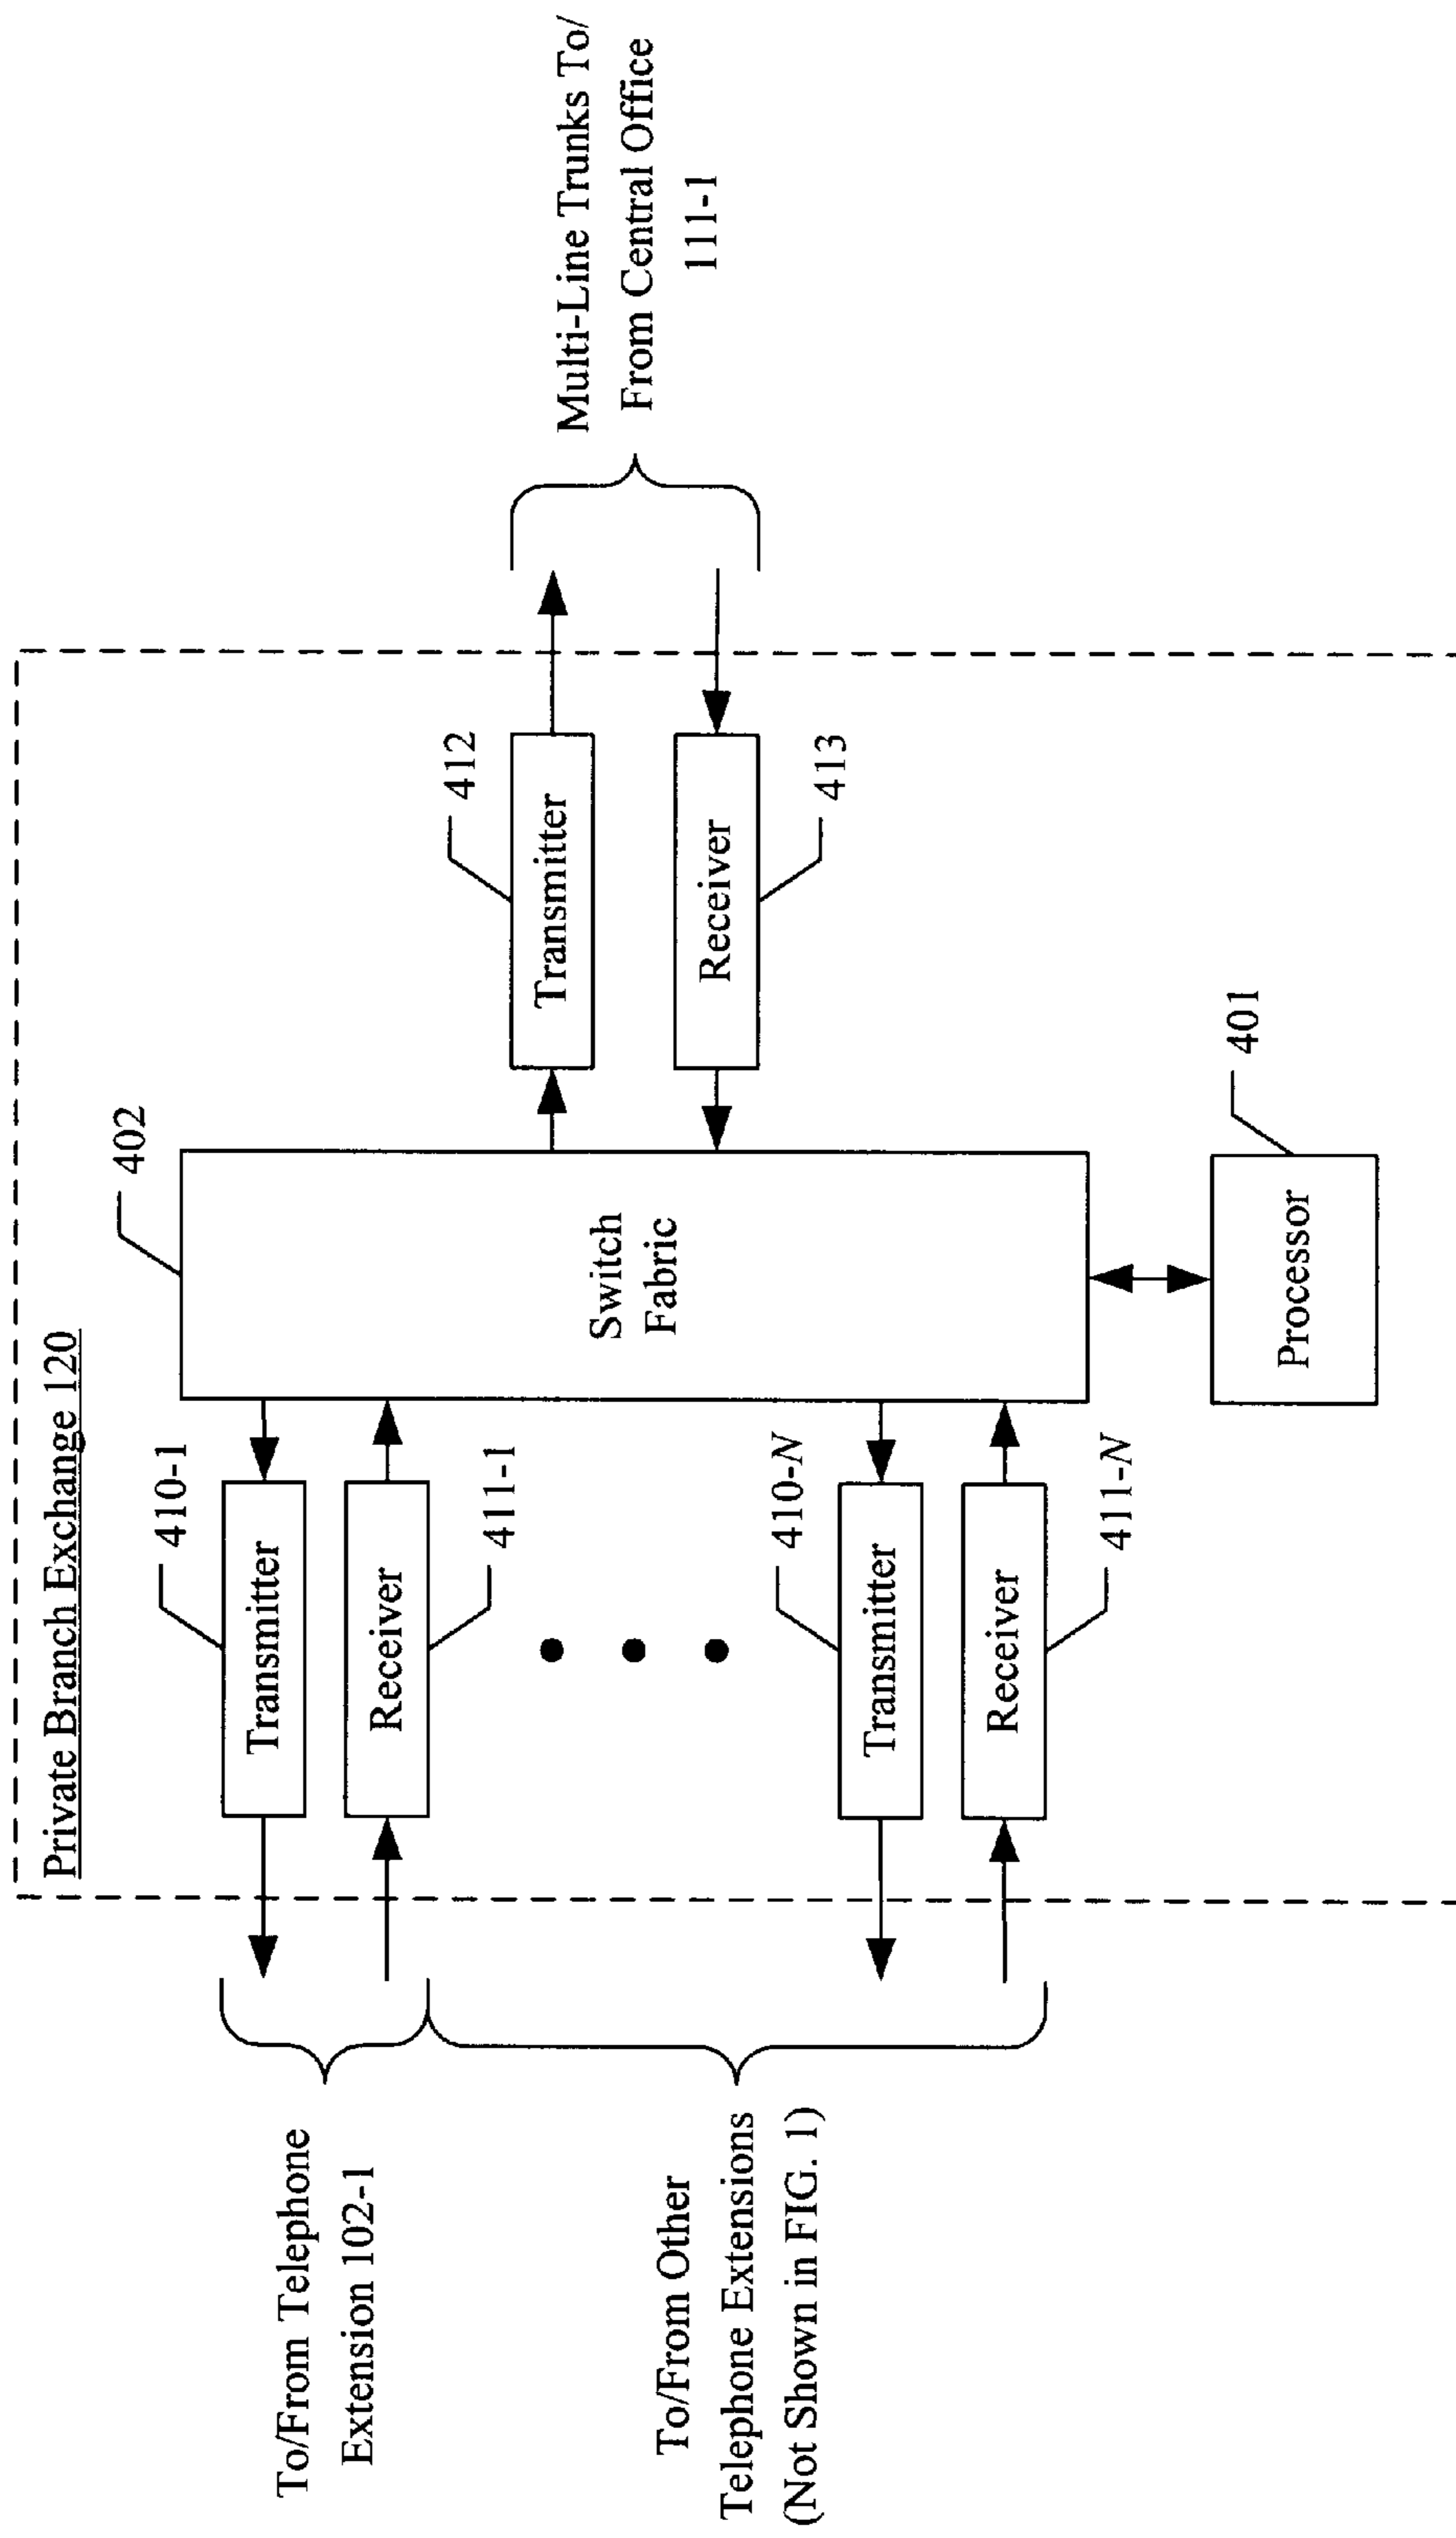 Private Branch Exchange 120
402
410-1
Transmitter
412
Transmitter
Multi-Line Trunks To/
From Central Office
111-1
To/From Telephone
Extension 102-1
Receiver
411-1
Switch
Fabric
Receiver
413
To/From Other
Telephone Extensions
(Not Shown in FIG. 1)
410-N
Transmitter
Receiver
411-N
401
Processor